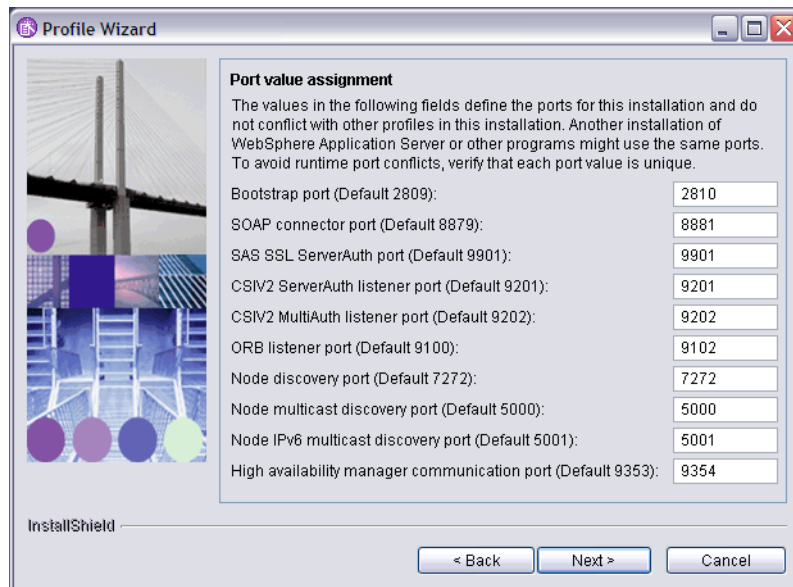 Profile Wizard
Port value assignment
The values in the following fields define the ports for this installation and do
not conflict with other profiles in this installation. Another installation of
WebSphere Application Server or other programs might use the same ports.
To avoid runtime port conflicts, verify that each port value is unique.
Bootstrap port (Default 2809): 2810
SOAP connector port (Default 8879): 8881
SAS SSL ServerAuth port (Default 9901): 9901
CSIV2 ServerAuth listener port (Default 9201): 9201
CSIV2 MultiAuth listener port (Default 9202): 9202
ORB listener port (Default 9100): 9102
Node discovery port (Default 7272): 7272
Node multicast discovery port (Default 5000): 5000
Node IPv6 multicast discovery port (Default 5001): 5001
High availability manager communication port (Default 9353): 9354
InstallShield
< Back Next > Cancel